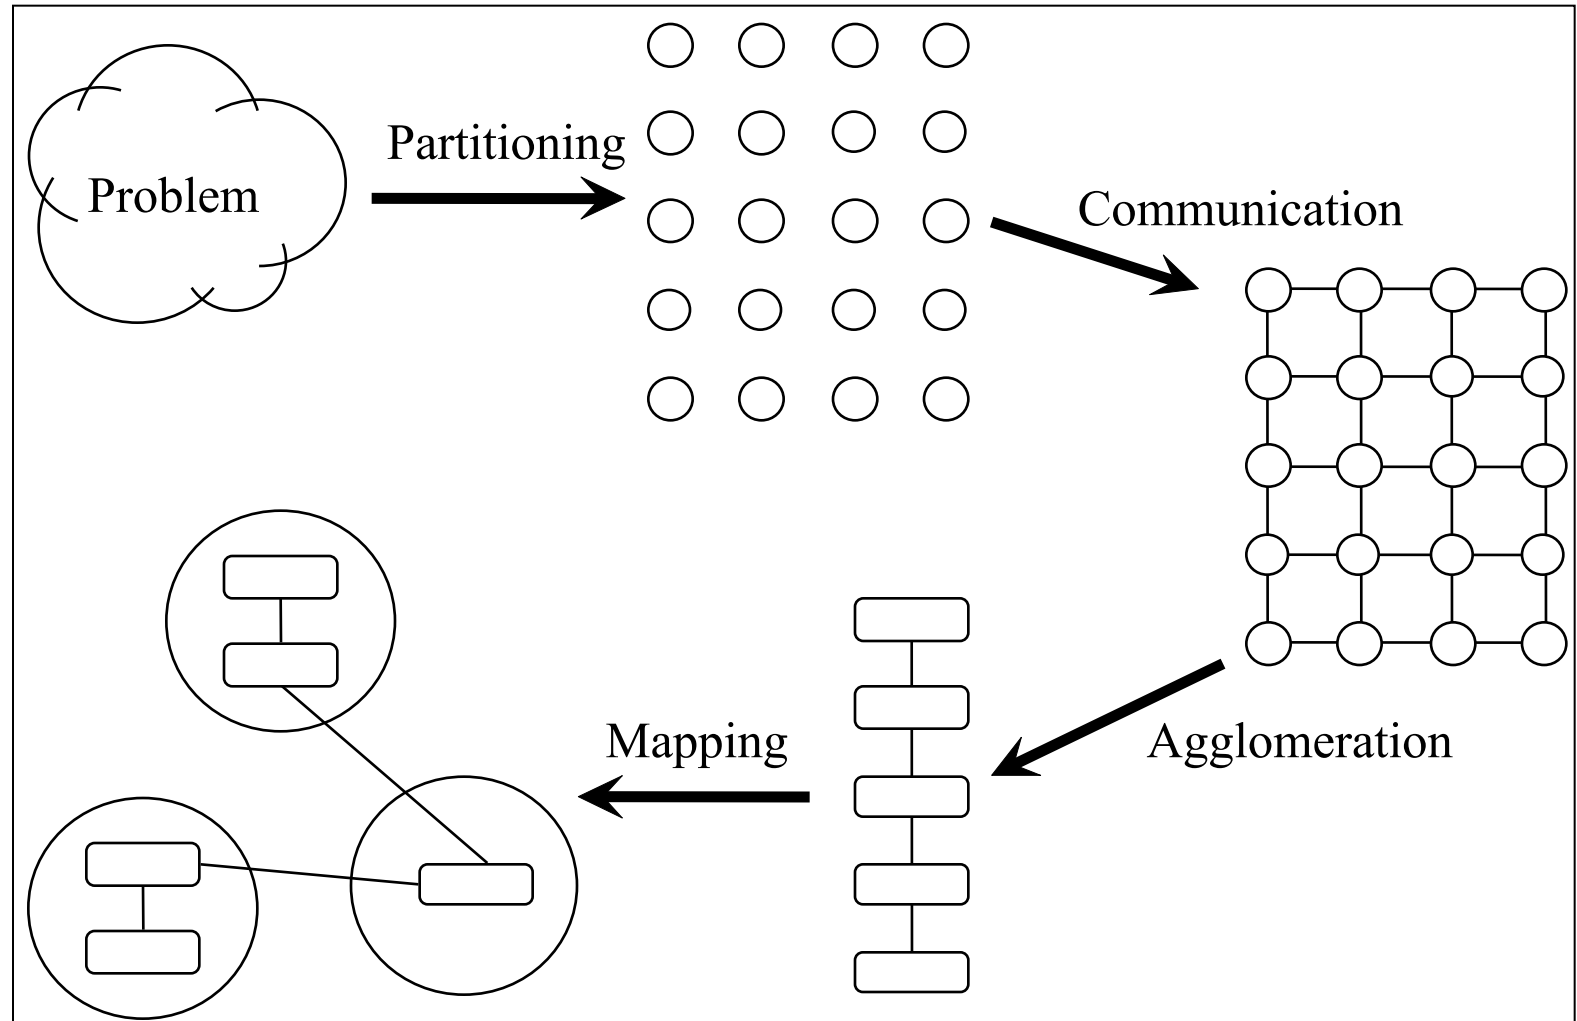 Problem
Partitioning
Communication
Agglomeration
Mapping